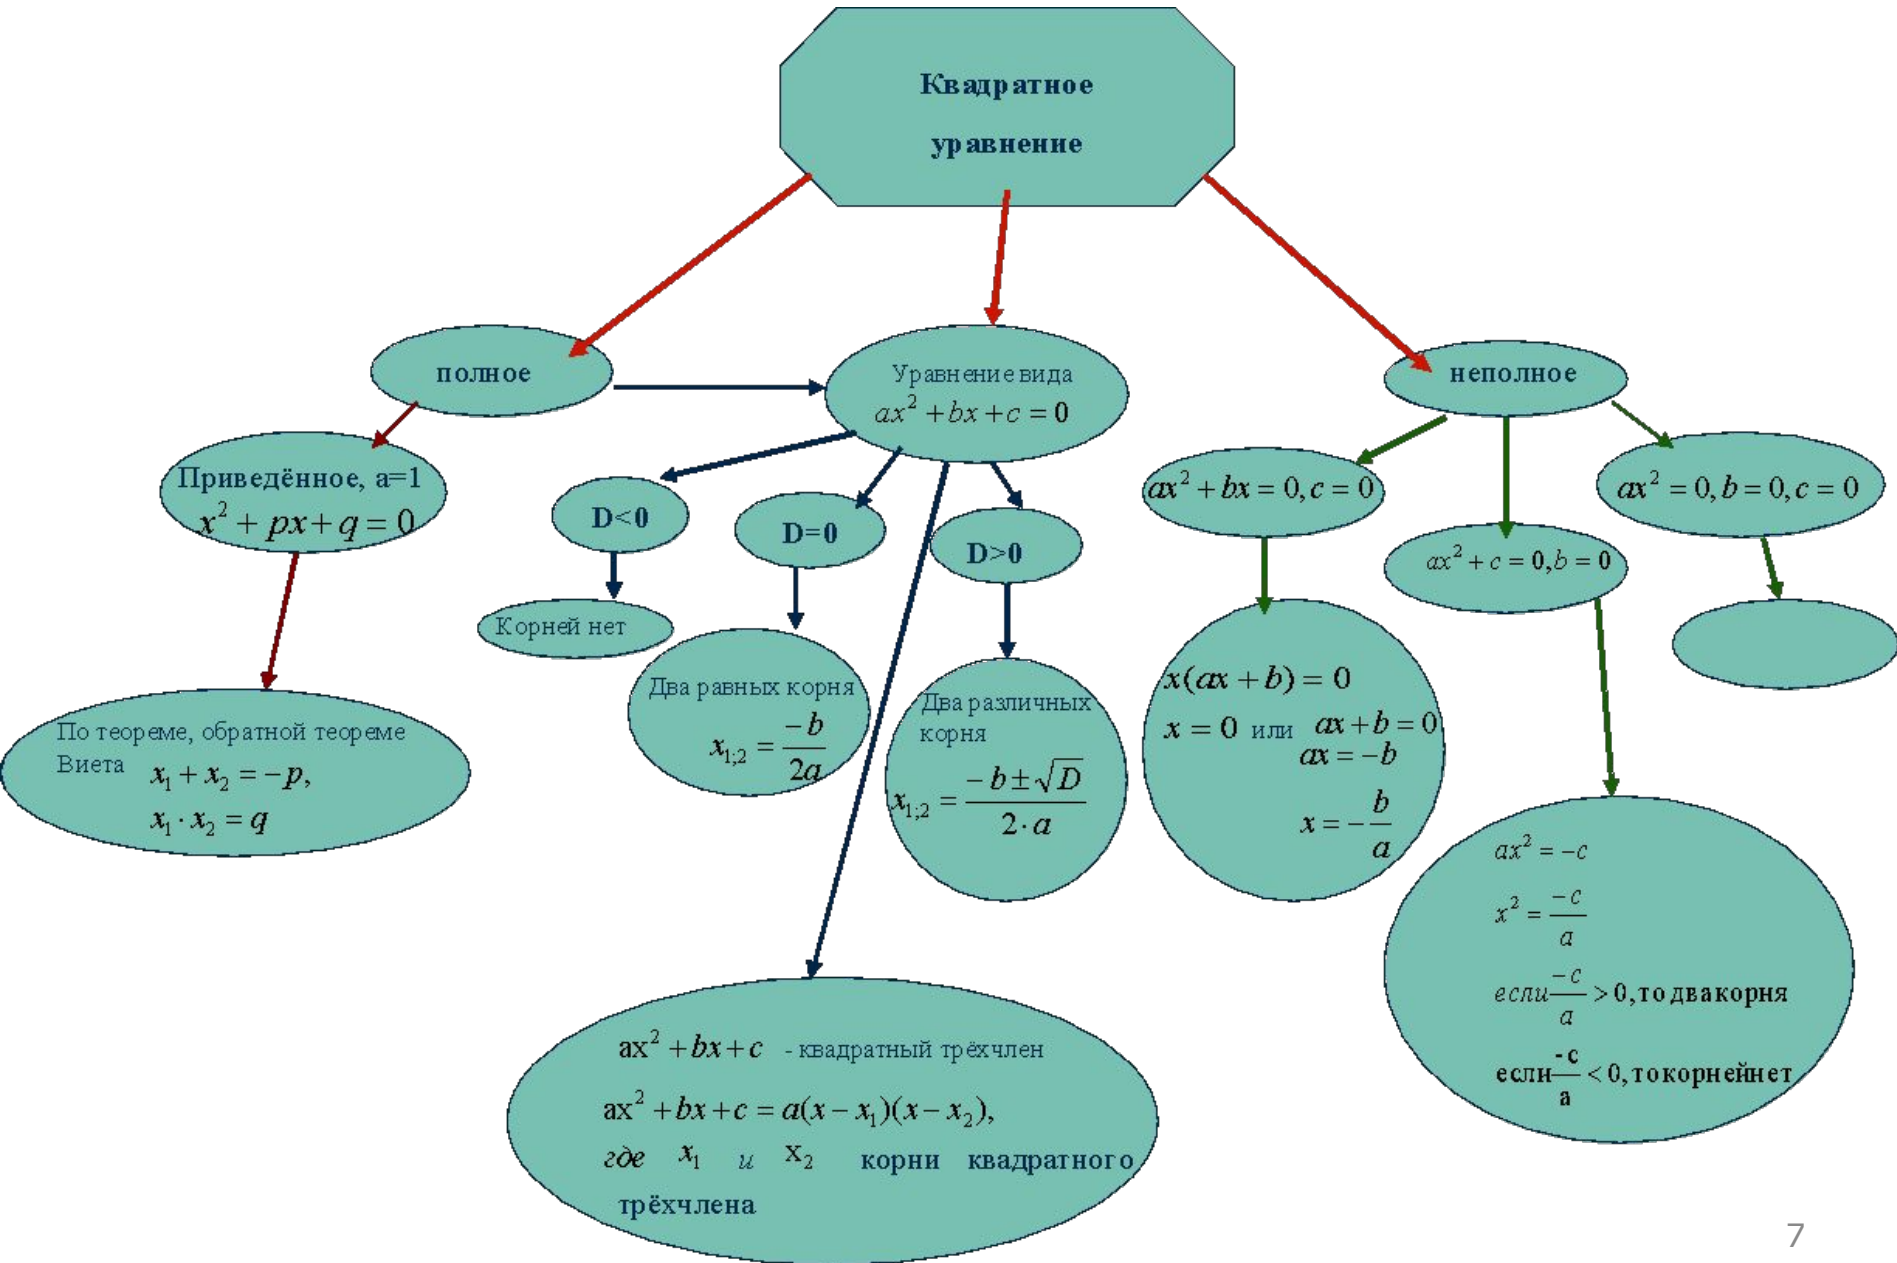 Квадратное
уравнение
полное
Уравнение вида
ax² + bx + c = 0
неполное
Приведённое, а=1
x² + px + q = 0
D<0
D=0
D>0
ax² + bx = 0, c = 0
ax² + c = 0, b = 0
ax² = 0, b = 0, c = 0
Корней нет
Два равных корня
x₁;₂ = -b/2a
Два различных
корня
x₁;₂ = (-b ± √D)/(2·a)
x(ax + b) = 0
x = 0 или ax + b = 0
ax = -b
x = -b/a
По теореме, обратной теореме
Виета x₁ + x₂ = -p,
x₁ · x₂ = q
ax² = -c
x² = -c/a
если -c/a > 0, то два корня
если -c/a < 0, то корней нет
ax² + bx + c - квадратный трёхчлен
ax² + bx + c = a(x - x₁)(x - x₂),
где x₁ и x₂ корни квадратного
трёхчлена
7